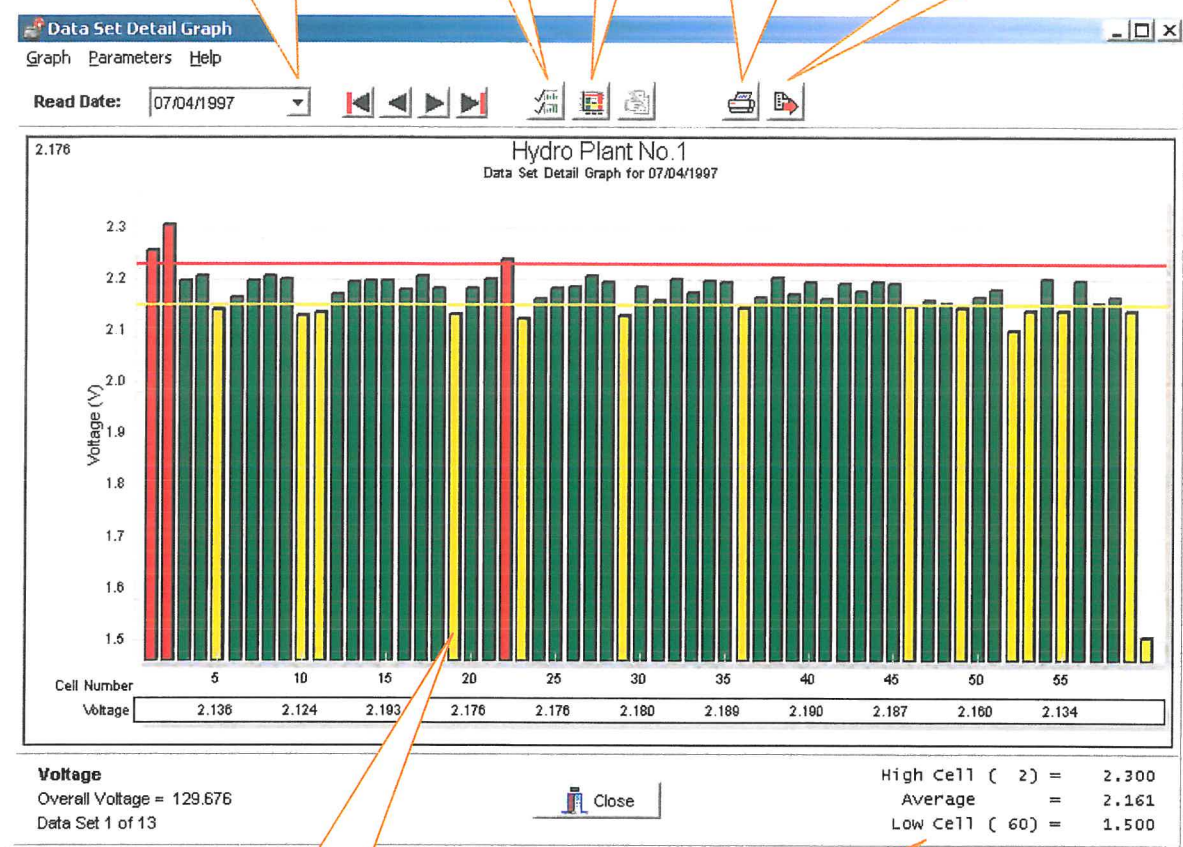 Data Set Detail Graph
Graph Parameters Help
Read Date: 07/04/1997
2.176
Hydro Plant No.1
Data Set Detail Graph for 07/04/1997
2.3
2.2
2.1
2.0
1.9
1.8
1.7
1.6
1.5
Voltage (V)
Cell Number 5 10 15 20 25 30 35 40 45 50 55
Voltage 2.136 2.124 2.193 2.176 2.176 2.180 2.189 2.190 2.187 2.160 2.134
Voltage
Overall Voltage = 129.676
Data Set 1 of 13
Close
High Cell ( 2) = 2.300
Average = 2.161
Low Cell ( 60) = 1.500